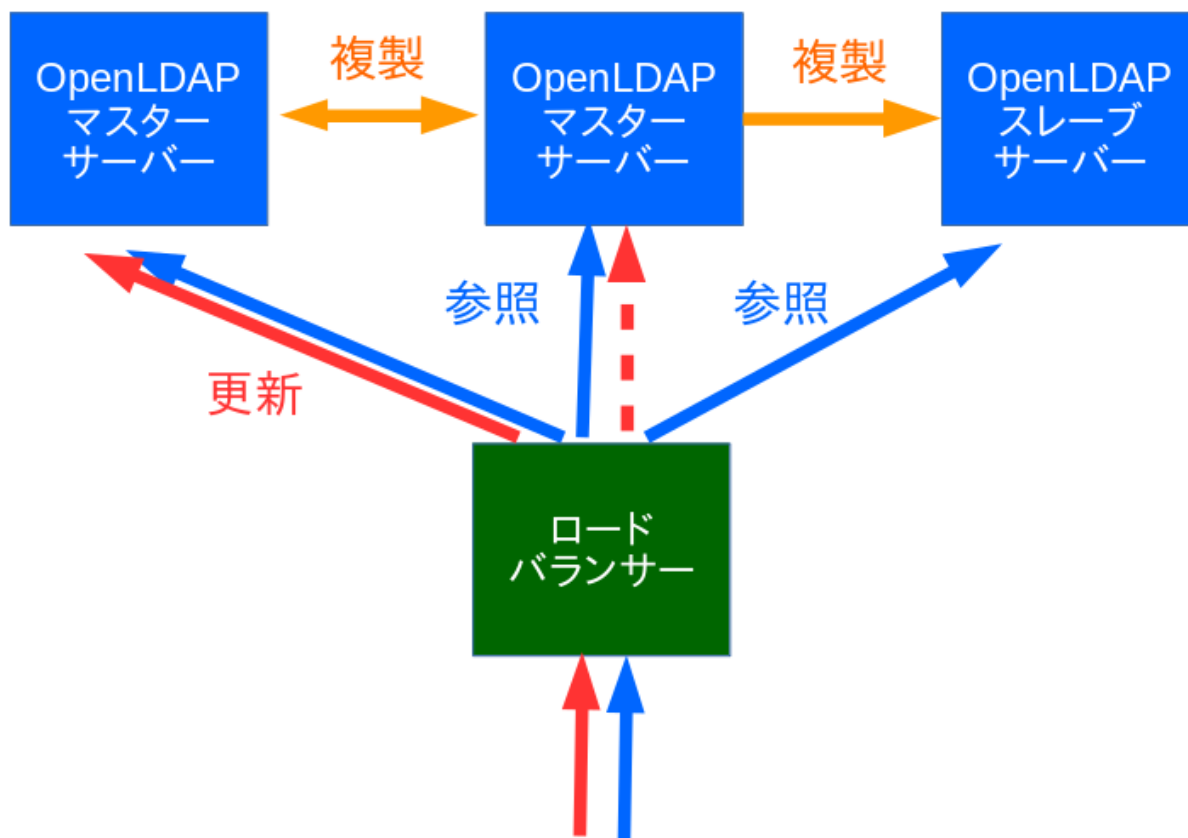 複製
複製
OpenLDAP
マスター
サーバー
OpenLDAP
マスター
サーバー
OpenLDAP
スレーブ
サーバー
参照
参照
更新
ロード
バランサー